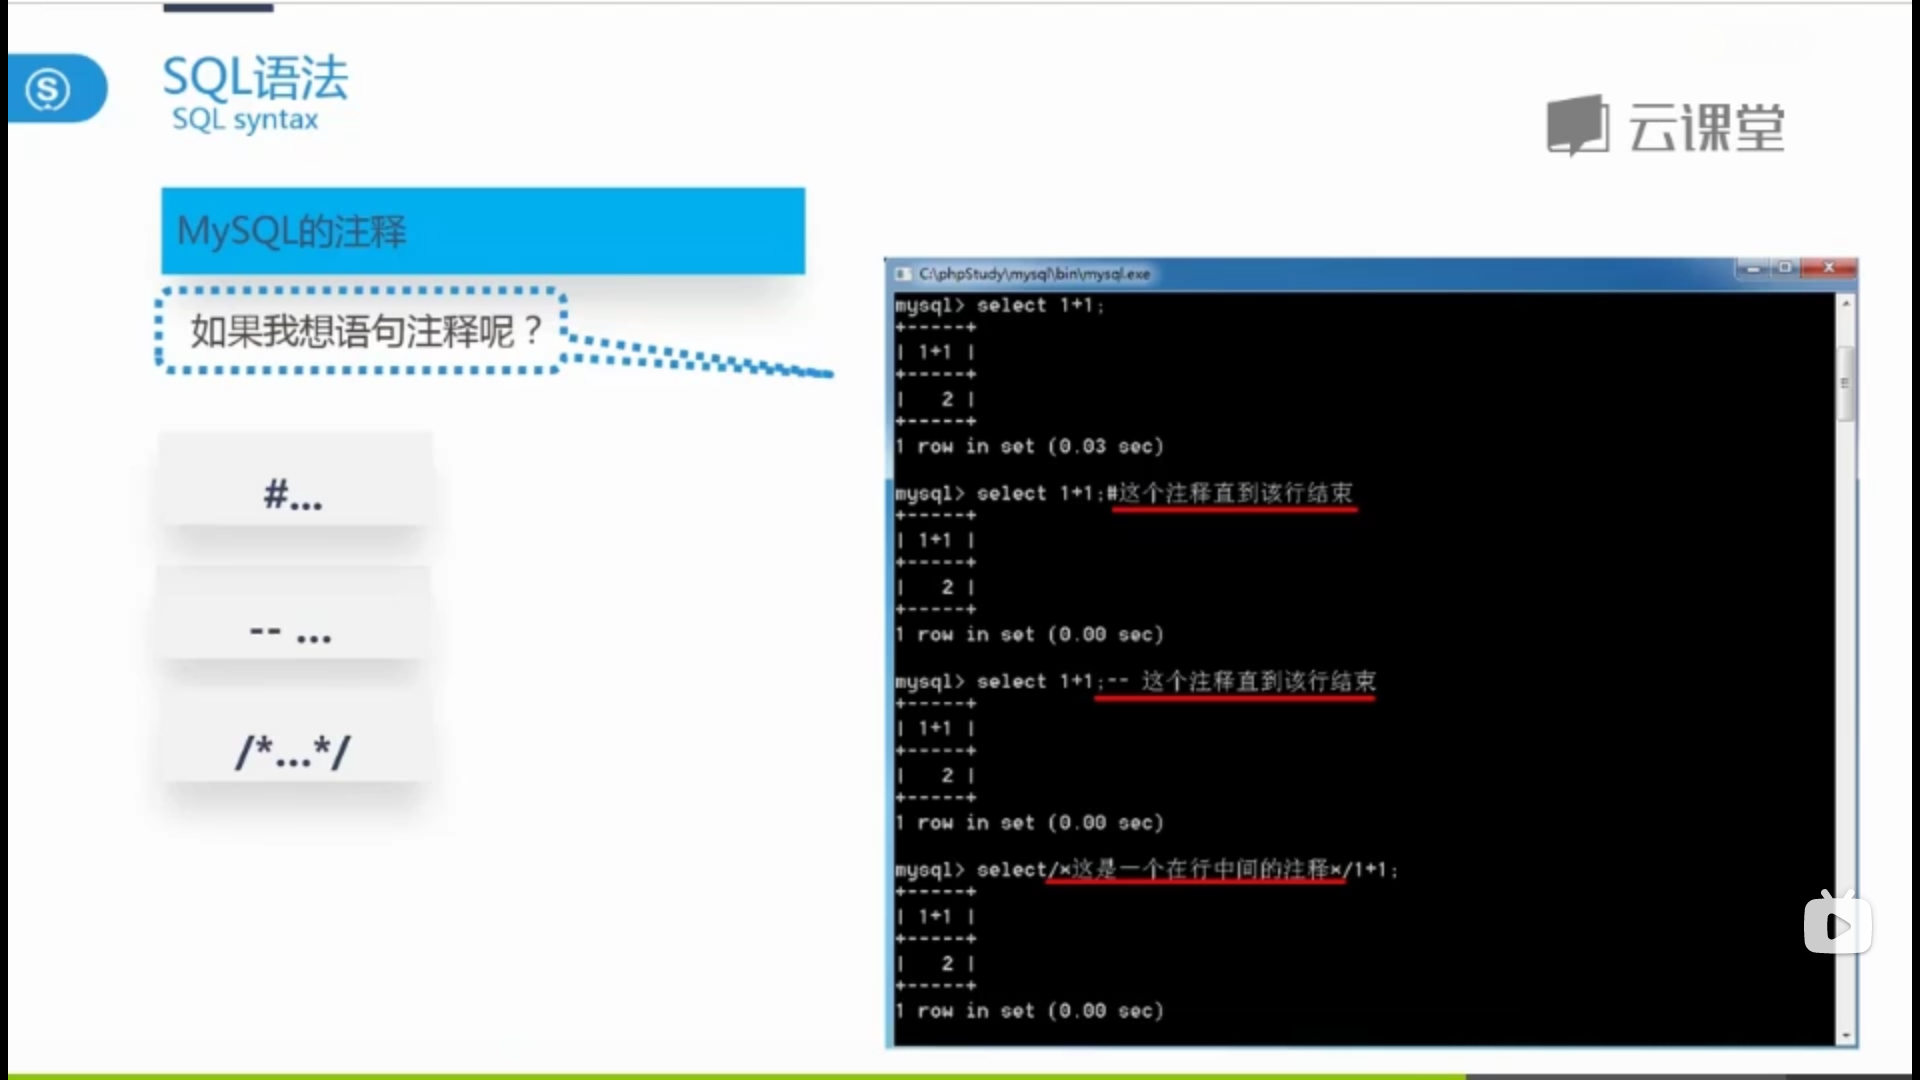 SQL语法
SQL syntax
云课堂
MySQL的注释
如果我想语句注释呢？
#...
-- ...
/*...*/
C:\phpStudy\mysql\bin\mysql.exe
mysql> select 1+1;
+-----+
| 1+1 |
+-----+
|   2 |
+-----+
1 row in set (0.03 sec)
mysql> select 1+1;#这个注释直到该行结束
+-----+
| 1+1 |
+-----+
|   2 |
+-----+
1 row in set (0.00 sec)
mysql> select 1+1;-- 这个注释直到该行结束
+-----+
| 1+1 |
+-----+
|   2 |
+-----+
1 row in set (0.00 sec)
mysql> select/*这是一个在行中间的注释*/1+1;
+-----+
| 1+1 |
+-----+
|   2 |
+-----+
1 row in set (0.00 sec)